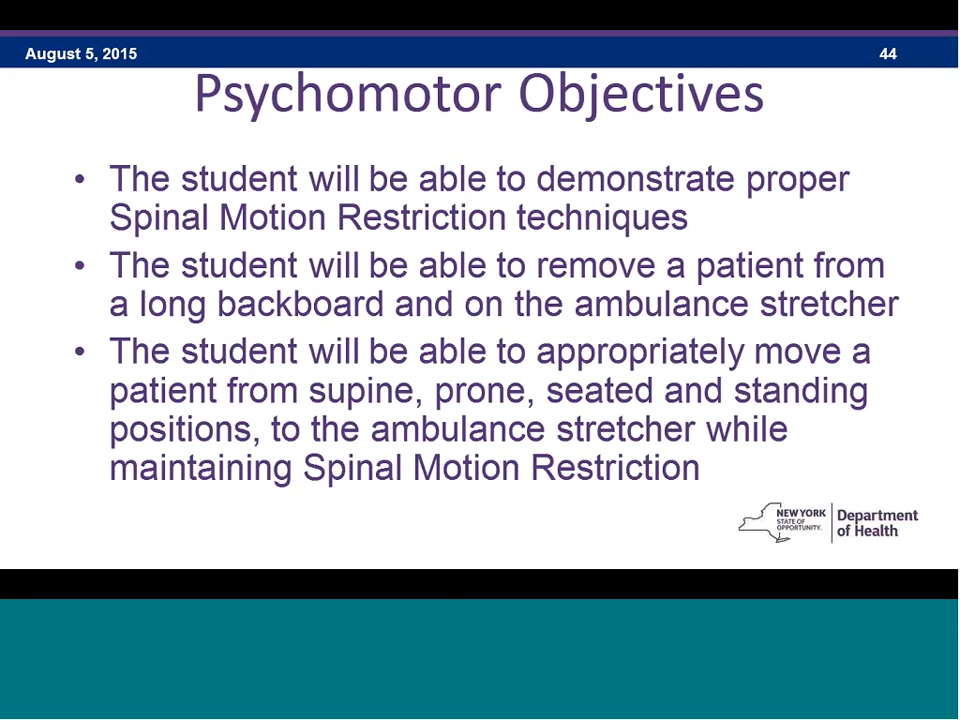 August 5, 2015
44
Psychomotor Objectives
• The student will be able to demonstrate proper
Spinal Motion Restriction techniques
• The student will be able to remove a patient from
a long backboard and on the ambulance stretcher
• The student will be able to appropriately move a
patient from supine, prone, seated and standing
positions, to the ambulance stretcher while
maintaining Spinal Motion Restriction
NEW YORK
STATE OF
OPPORTUNITY.
Department
of Health